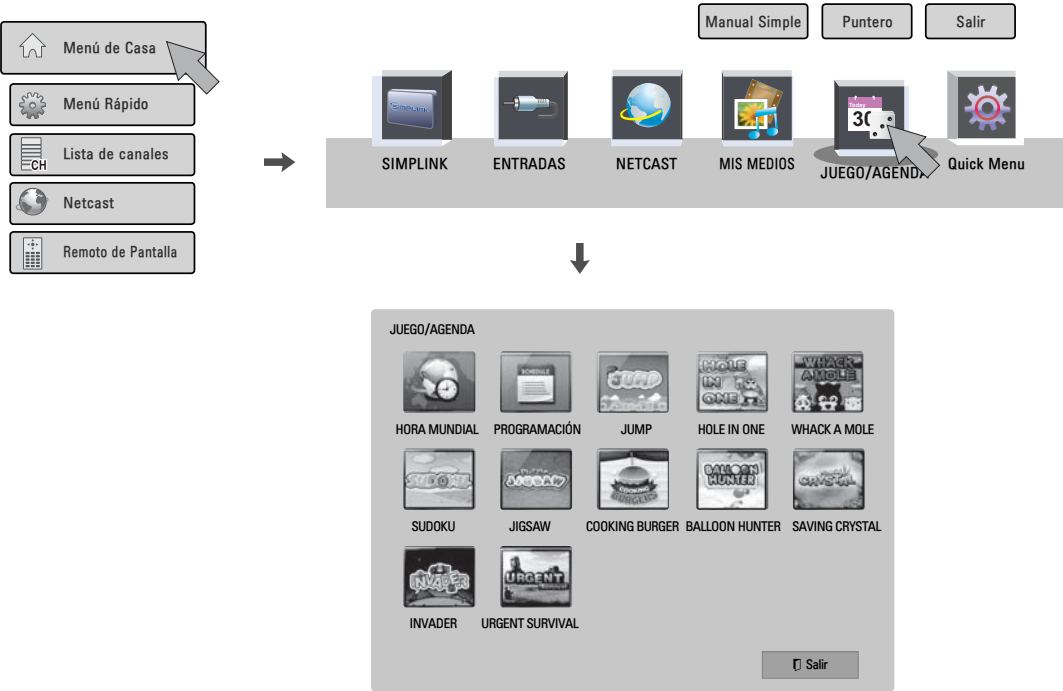 Manual Simple
Puntero
Salir
Menú de Casa
Menú Rápido
CH
Lista de canales
Netcast
Remoto de Pantalla
SIMPLINK
Today
30
SIMPLINK
ENTRADAS
NETCAST
MIS MEDIOS
JUEGO/AGENDA
Quick Menu
JUEGO/AGENDA
SCHEDULE
JUMP
HOLE
IN
ONE
WHACK
A MOLE
HORA MUNDIAL
PROGRAMACIÓN
JUMP
HOLE IN ONE
WHACK A MOLE
SUDOKU
JIGSAW
COOKING
BURGER
BALLOON
HUNTER
CRYSTAL
SUDOKU
JIGSAW
COOKING BURGER
BALLOON HUNTER
SAVING CRYSTAL
INVADER
URGENT
INVADER
URGENT SURVIVAL
Salir